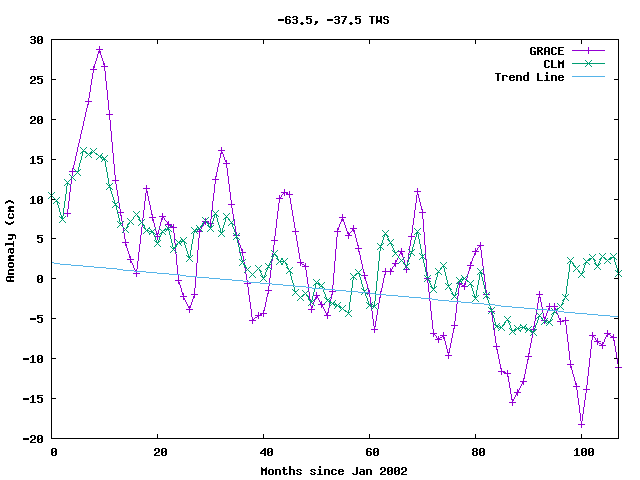 -63.5, -37.5 TWS
30
25
20
15
10
5
0
-5
-10
-15
-20
Anomaly (cm)
GRACE
CLM
Trend Line
0 20 40 60 80 100
Months since Jan 2002